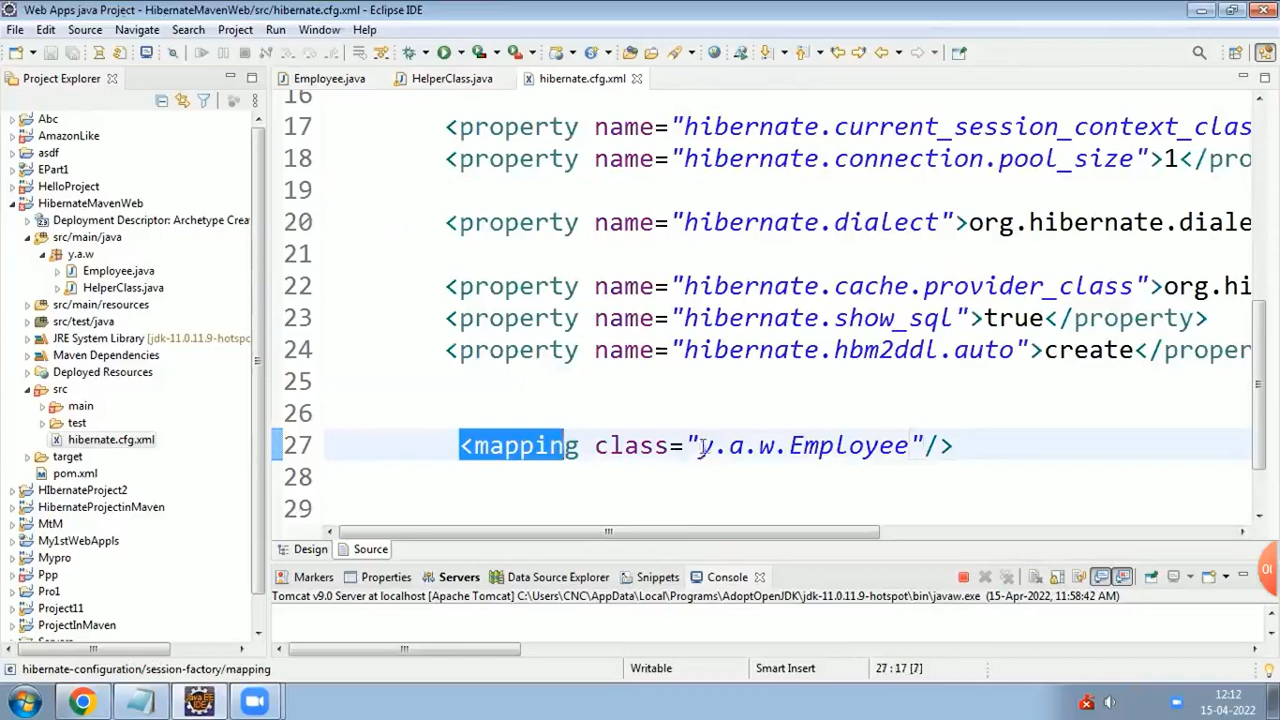 Web Apps java Project - HibernateMavenWeb/src/hibernate.cfg.xml - Eclipse IDE
File Edit Source Navigate Search Project Run Window Help
Project Explorer
Employee.java HelperClass.java hibernate.cfg.xml
Abc
AmazonLike
asdf
EPart1
HelloProject
HibernateMavenWeb
Deployment Descriptor: Archetype Crea
src/main/java
y.a.w
Employee.java
HelperClass.java
src/main/resources
src/test/java
JRE System Library [jdk-11.0.11.9-hotspo
Maven Dependencies
Deployed Resources
src
main
test
hibernate.cfg.xml
target
pom.xml
HibernateProject2
HibernateProjectinMaven
MtM
My1stWebAppls
Mypro
Ppp
Pro1
Project11
ProjectInMaven
16
17 <property name="hibernate.current_session_context_clas
18 <property name="hibernate.connection.pool_size">1</pro
19
20 <property name="hibernate.dialect">org.hibernate.diale
21
22 <property name="hibernate.cache.provider_class">org.hi
23 <property name="hibernate.show_sql">true</property>
24 <property name="hibernate.hbm2ddl.auto">create</proper
25
26
27 <mapping class="y.a.w.Employee"/>
28
29
Design Source
Markers Properties Servers Data Source Explorer Snippets Console
Tomcat v9.0 Server at localhost [Apache Tomcat] C:\Users\CNC\AppData\Local\Programs\AdoptOpenJDK\jdk-11.0.11.9-hotspot\bin\javaw.exe (15-Apr-2022, 11:58:42 AM)
hibernate-configuration/session-factory/mapping Writable Smart Insert 27 : 17 [7]
12:12
15-04-2022